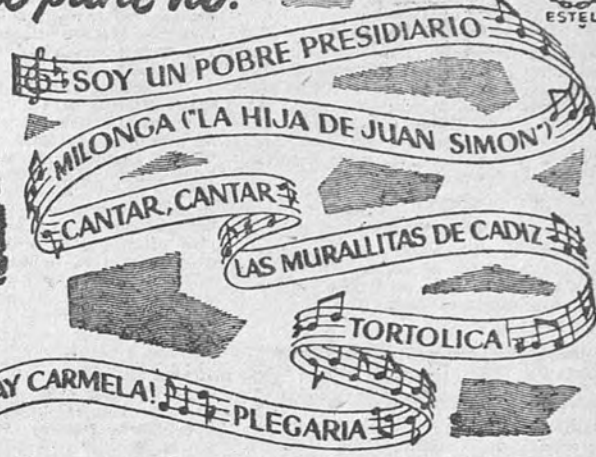 SOY UN POBRE PRESIDIARIO
MILONGA ("LA HIJA DE JUAN SIMON")
CANTAR, CANTAR
LAS MURALLITAS DE CADIZ
TORTOLICA
AY CARMELA!
PLEGARIA